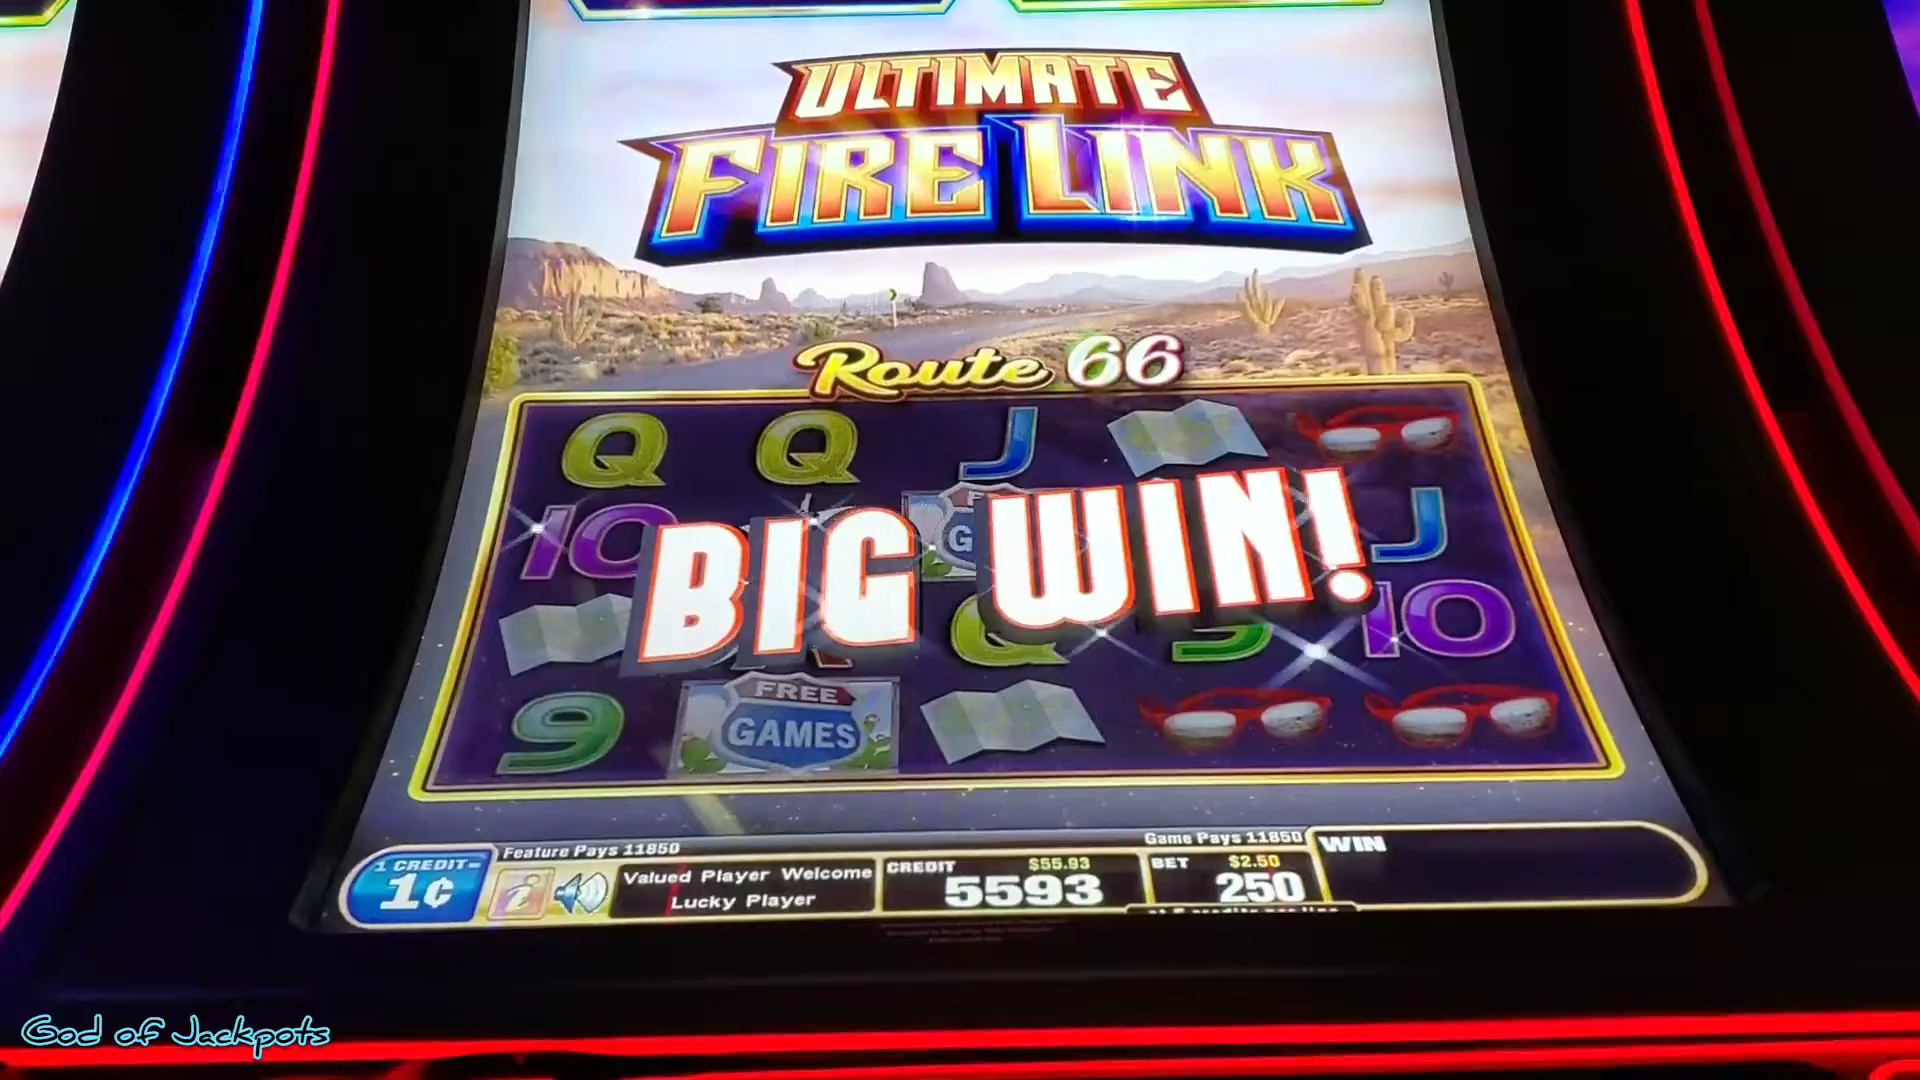 ULTIMATE
FIRE LINK
Route 66
Q Q J
10 J
BIG WIN!
Q 9 10
9
FREE
GAMES
Feature Pays 11850
Game Pays 11850
WIN
1 CREDIT=
1¢
Valued Player Welcome
Lucky Player
CREDIT
$55.93
5593
BET
$2.50
250
God of Jackpots